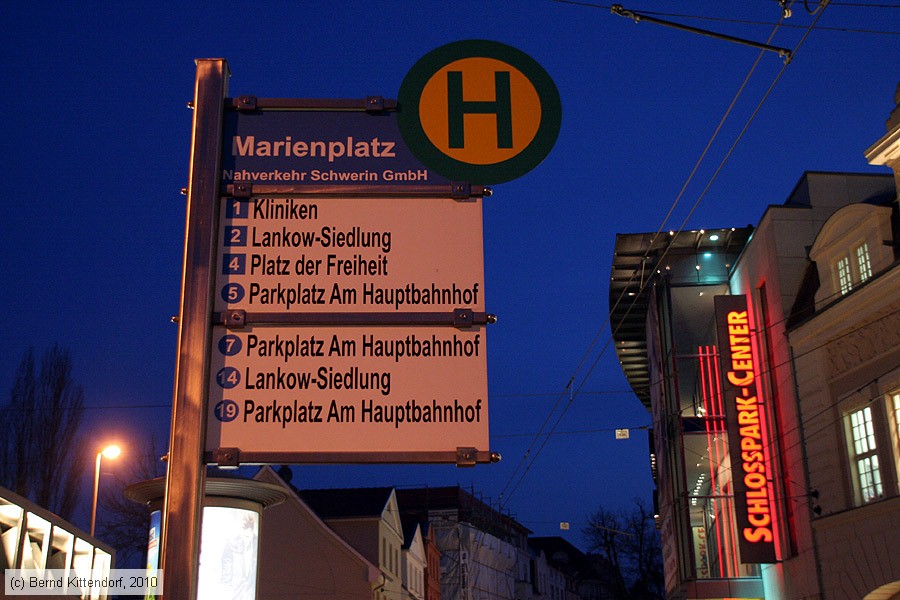 H
Marienplatz
Nahverkehr Schwerin GmbH
1 Kliniken
2 Lankow-Siedlung
4 Platz der Freiheit
5 Parkplatz Am Hauptbahnhof
7 Parkplatz Am Hauptbahnhof
14 Lankow-Siedlung
19 Parkplatz Am Hauptbahnhof
SCHLOSSPARK-CENTER
(c) Bernd Kittendorf, 2010